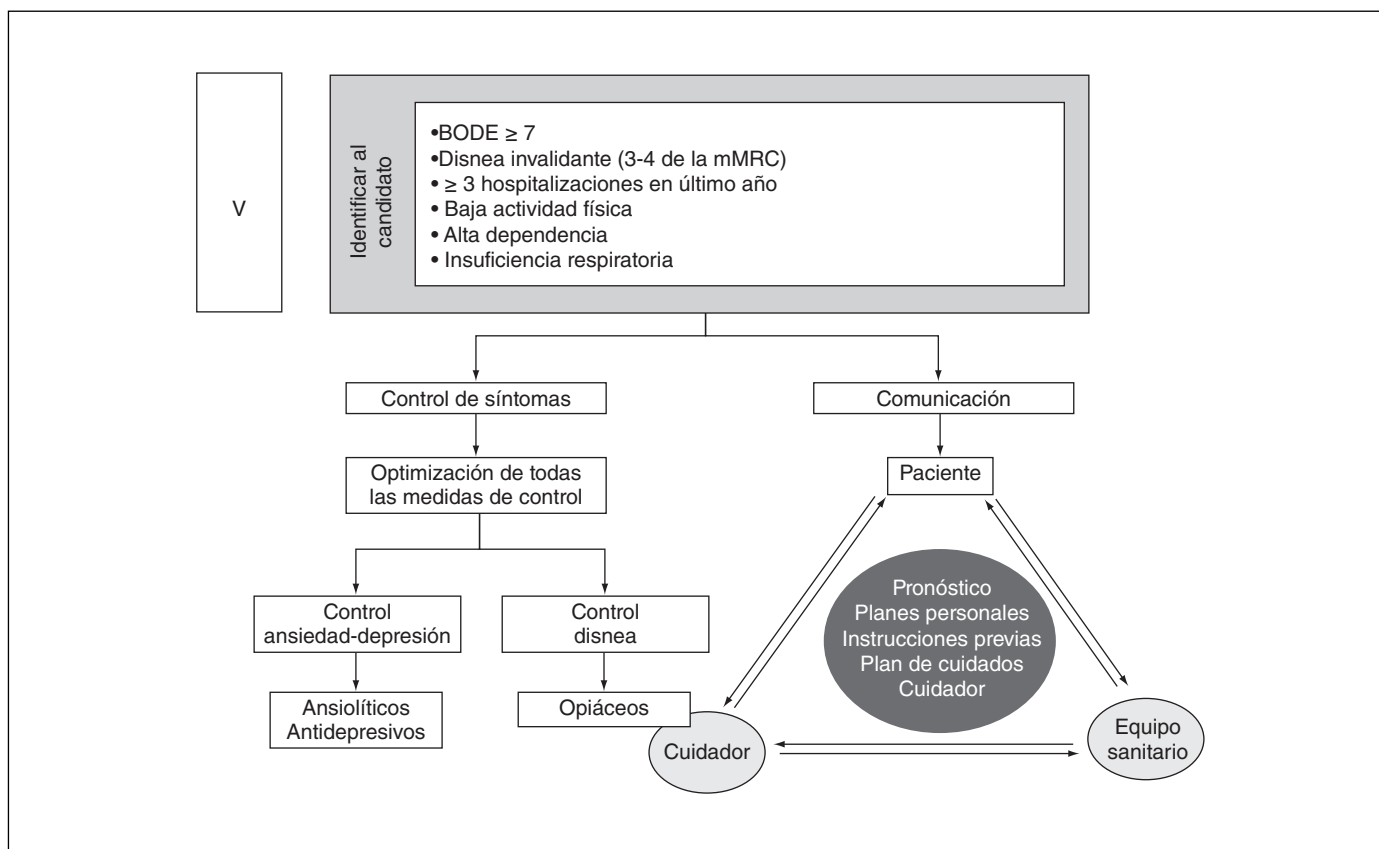 V
Identificar al
candidato
•BODE ≥ 7
•Disnea invalidante (3-4 de la mMRC)
• ≥ 3 hospitalizaciones en último año
• Baja actividad física
• Alta dependencia
• Insuficiencia respiratoria
Control de síntomas
Comunicación
Optimización de todas
las medidas de control
Paciente
Control
ansiedad-depresión
Control
disnea
Pronóstico
Planes personales
Instrucciones previas
Plan de cuidados
Cuidador
Ansiolíticos
Antidepresivos
Opiáceos
Cuidador
Equipo
sanitario